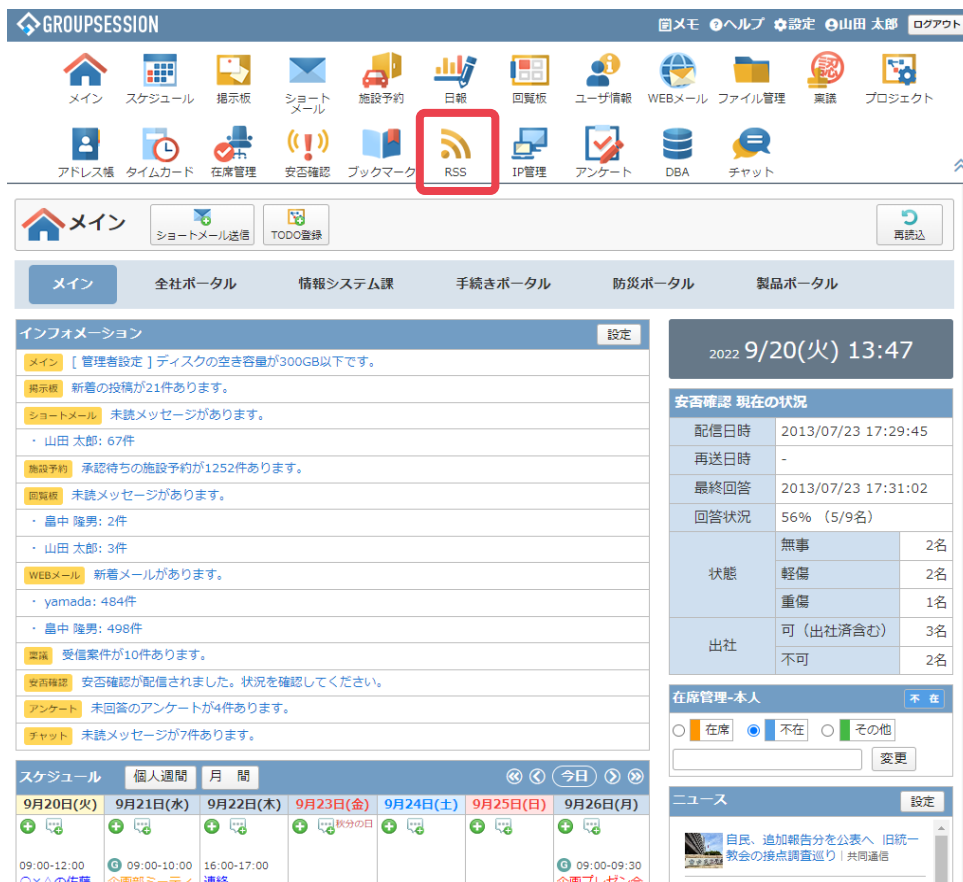 GROUPSESSION
メモ ヘルプ 設定 山田 太郎 ログアウト
メイン スケジュール 掲示板 ショートメール 施設予約 日報 回覧板 ユーザ情報 WEBメール ファイル管理 稟議 プロジェクト
アドレス帳 タイムカード 在席管理 安否確認 ブックマーク RSS IP管理 アンケート DBA チャット
メイン ショートメール送信 TODO登録 再読込
メイン 全社ポータル 情報システム課 手続きポータル 防災ポータル 製品ポータル
インフォメーション 設定
メイン [ 管理者設定 ] ディスクの空き容量が300GB以下です。
掲示板 新着の投稿が21件あります。
ショートメール 未読メッセージがあります。
・ 山田 太郎: 67件
施設予約 承認待ちの施設予約が1252件あります。
回覧板 未読メッセージがあります。
・ 畠中 隆男: 2件
・ 山田 太郎: 3件
WEBメール 新着メールがあります。
・ yamada: 484件
・ 畠中 隆男: 498件
稟議 受信案件が10件あります。
安否確認 安否確認が配信されました。状況を確認してください。
アンケート 未回答のアンケートが4件あります。
チャット 未読メッセージが7件あります。
スケジュール 個人週間 月 間 今日
9月20日(火) 9月21日(水) 9月22日(木) 9月23日(金) 9月24日(土) 9月25日(日) 9月26日(月)
秋分の日
09:00-12:00 G 09:00-10:00 16:00-17:00 G 09:00-09:30
〇×△の佐藤 企画部ミーティ 連絡 企画プレゼン会
2022 9/20(火) 13:47
安否確認 現在の状況
配信日時 2013/07/23 17:29:45
再送日時 -
最終回答 2013/07/23 17:31:02
回答状況 56% (5/9名)
状態 無事 2名
軽傷 2名
重傷 1名
出社 可（出社済含む） 3名
不可 2名
在席管理-本人 不 在
在席 不在 その他
変更
ニュース 設定
自民、追加報告分を公表へ 旧統一
教会の接点調査巡り | 共同通信